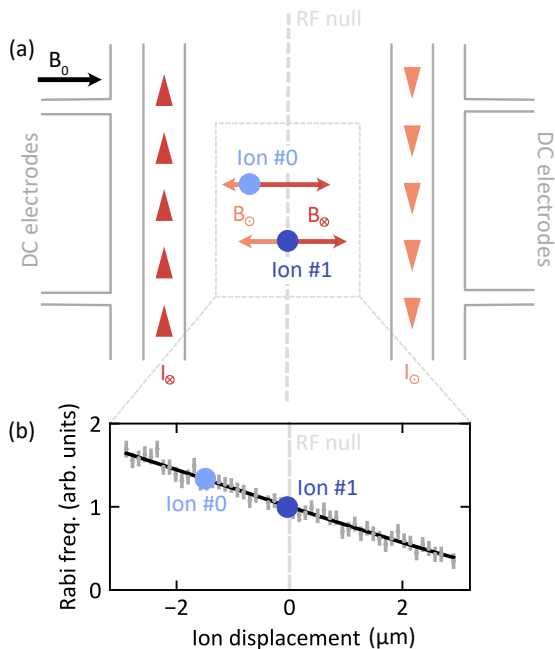 (a)
RF null
B₀
Ion #0
DC electrodes
DC electrodes
B⊙
B⊗
Ion #1
I⊗
I⊙
(b)
2
RF null
Rabi freq. (arb. units)
Ion #1
1
Ion #0
0
−2
0
2
Ion displacement (μm)